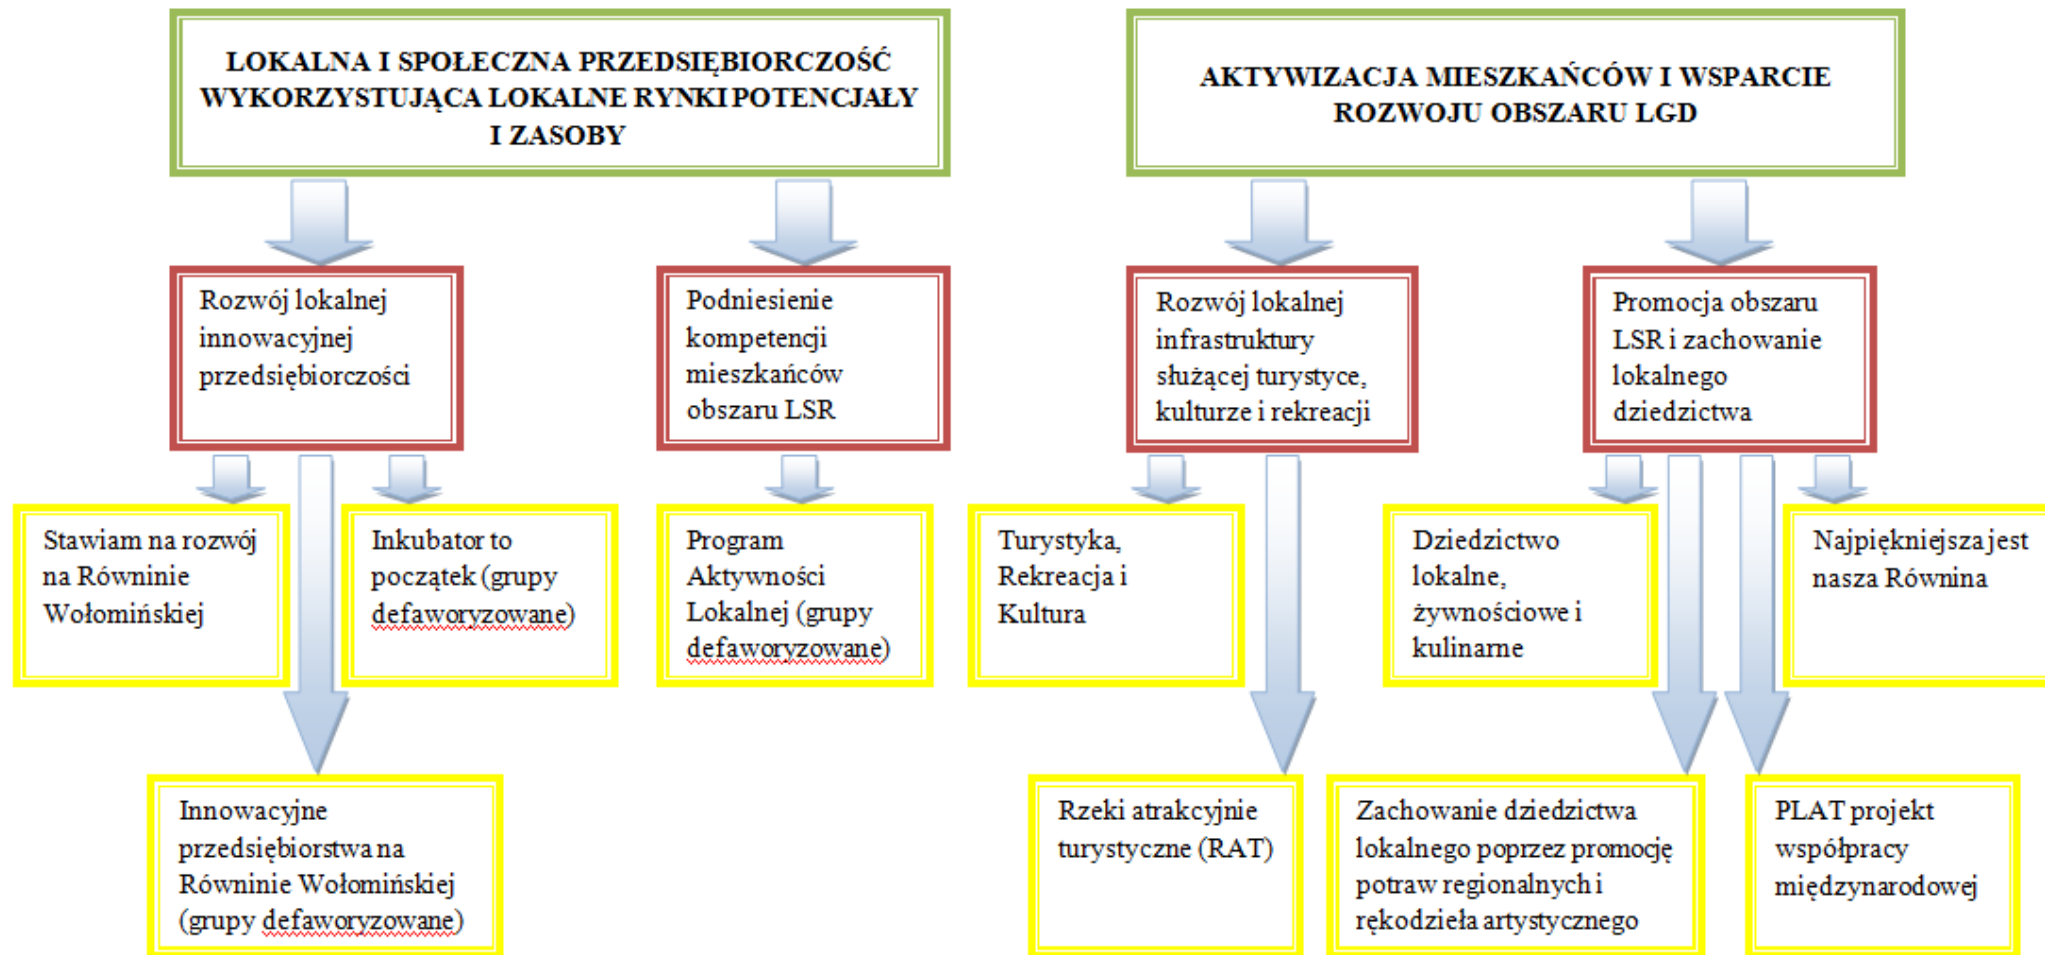 LOKALNA I SPOŁECZNA PRZEDSIĘBIORCZOŚĆ
WYKORZYSTUJĄCA LOKALNE RYNKI POTENCJAŁY
I ZASOBY
AKTYWIZACJA MIESZKAŃCÓW I WSPARCIE
ROZWOJU OBSZARU LGD
Rozwój lokalnej
innowacyjnej
przedsiębiorczości
Podniesienie
kompetencji
mieszkańców
obszaru LSR
Rozwój lokalnej
infrastruktury
służącej turystyce,
kulturze i rekreacji
Promocja obszaru
LSR i zachowanie
lokalnego
dziedzictwa
Stawiam na rozwój
na Równinie
Wołomińskiej
Inkubator to
początek (grupy
defaworyzowane)
Program
Aktywności
Lokalnej (grupy
defaworyzowane)
Turystyka,
Rekreacja i
Kultura
Dziedzictwo
lokalne,
żywnościowe i
kulinarne
Najpiękniejsza jest
nasza Równina
Innowacyjne
przedsiębiorstwa na
Równinie Wołomińskiej
(grupy defaworyzowane)
Rzeki atrakcyjnie
turystyczne (RAT)
Zachowanie dziedzictwa
lokalnego poprzez promocję
potraw regionalnych i
rękodzieła artystycznego
PLAT projekt
współpracy
międzynarodowej